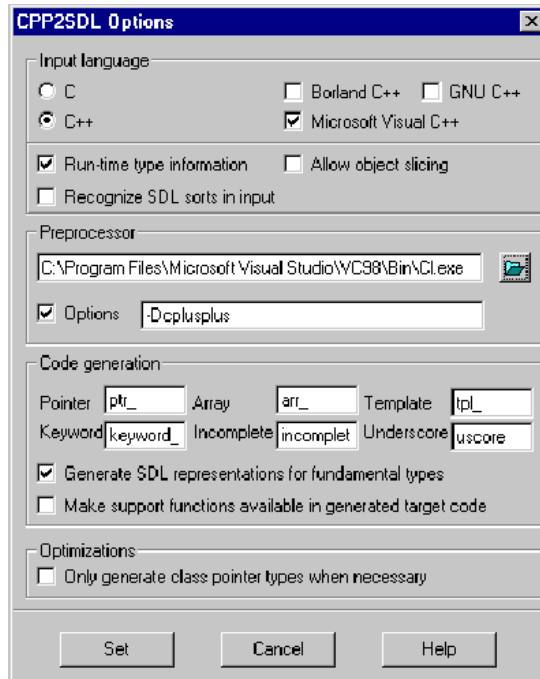 CPP2SDL Options
Input language
C
Borland C++ GNU C++
C++
Microsoft Visual C++
Run-time type information Allow object slicing
Recognize SDL sorts in input
Preprocessor
C:\Program Files\Microsoft Visual Studio\VC98\Bin\Cl.exe
Options -Dcplusplus
Code generation
Pointer ptr_ Array arr_ Template tpl_
Keyword keyword_ Incomplete incomplet Underscore uscore
Generate SDL representations for fundamental types
Make support functions available in generated target code
Optimizations
Only generate class pointer types when necessary
Set Cancel Help